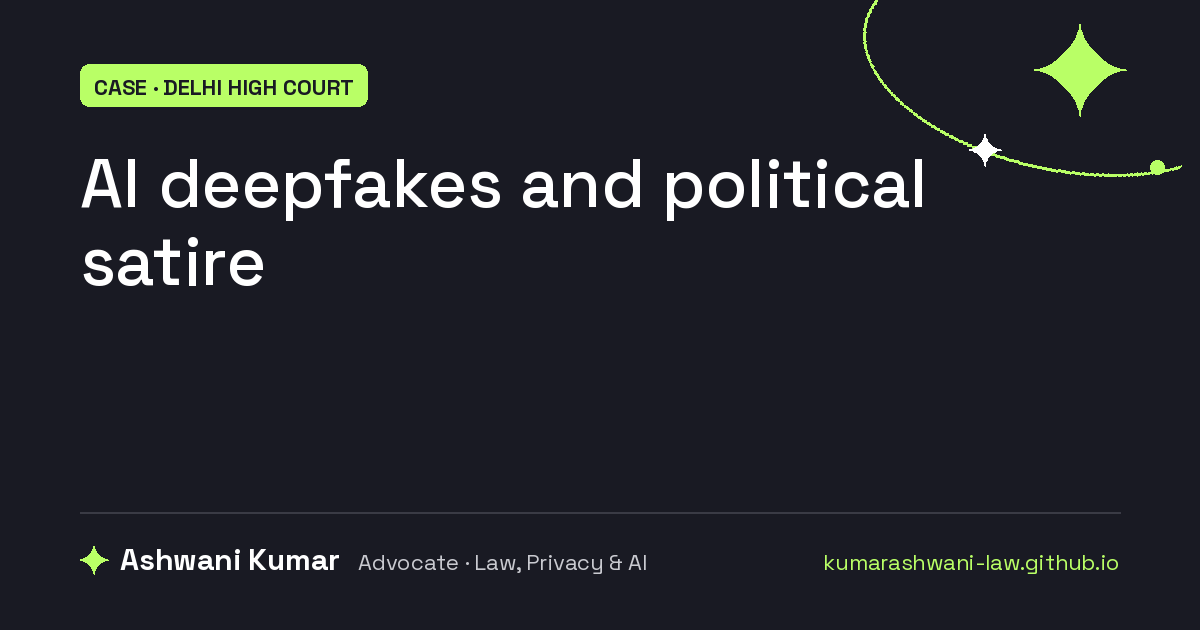 CASE · DELHI HIGH COURT
AI deepfakes and political
satire
Ashwani Kumar Advocate · Law, Privacy & AI kumarashwani-law.github.io